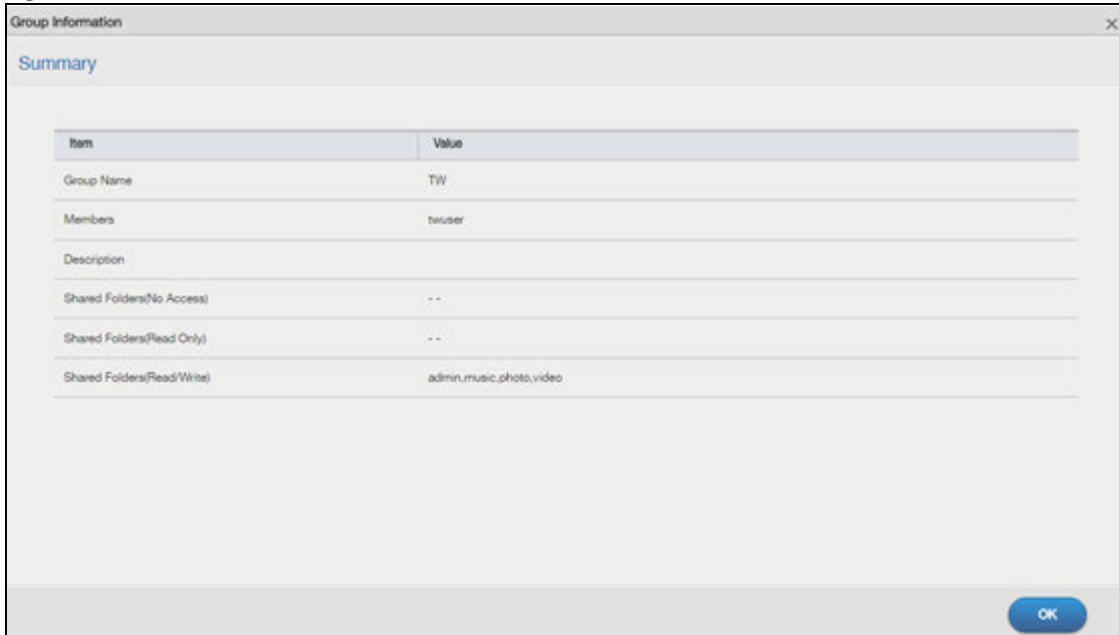 Group Information
Summary
Item Value
Group Name TW
Members twuser
Description
Shared Folders(No Access) - -
Shared Folders(Read Only) - -
Shared Folders(Read/Write) admin,music,photo,video
OK